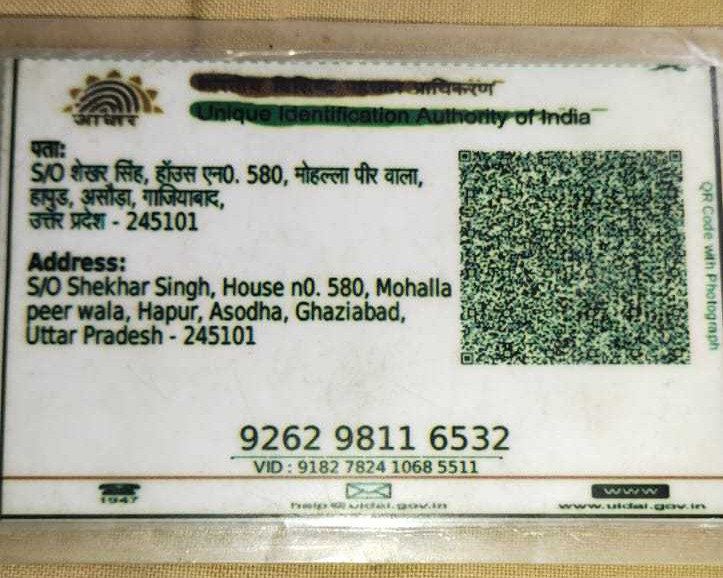 आधार
प्राधिकरण
Unique Identification Authority of India
पता:
S/O शेखर सिंह, हॉउस एन0. 580, मोहल्ला पीर वाला,
हापुड, असौड़ा, गाजियाबाद,
उत्तर प्रदेश - 245101
Address:
S/O Shekhar Singh, House n0. 580, Mohalla
peer wala, Hapur, Asodha, Ghaziabad,
Uttar Pradesh - 245101
QR Code with Photograph
9262 9811 6532
VID : 9182 7824 1068 5511
1947
help@uidai.gov.in
www
www.uidai.gov.in